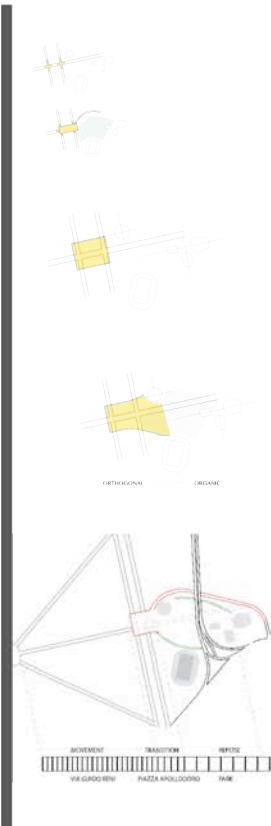 ORTHOGONAL ORGANIC
MOVEMENT TRANSITION REPOSE
VIA GUIDO RENI PIAZZA APOLLODORO PARK